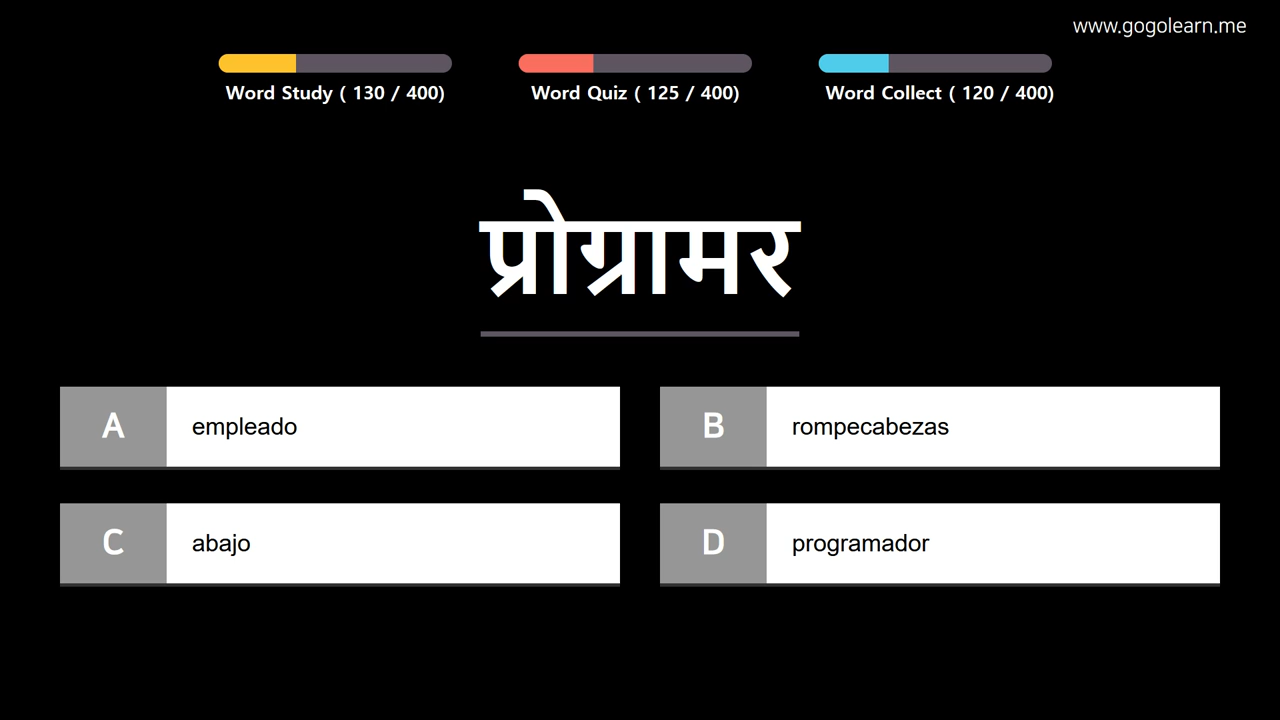 www.gogolearn.me
Word Study ( 130 / 400)
Word Quiz ( 125 / 400)
Word Collect ( 120 / 400)
प्रोग्रामर
A empleado
B rompecabezas
C abajo
D programador